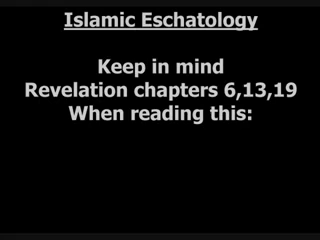 Islamic Eschatology
Keep in mind
Revelation chapters 6,13,19
When reading this: